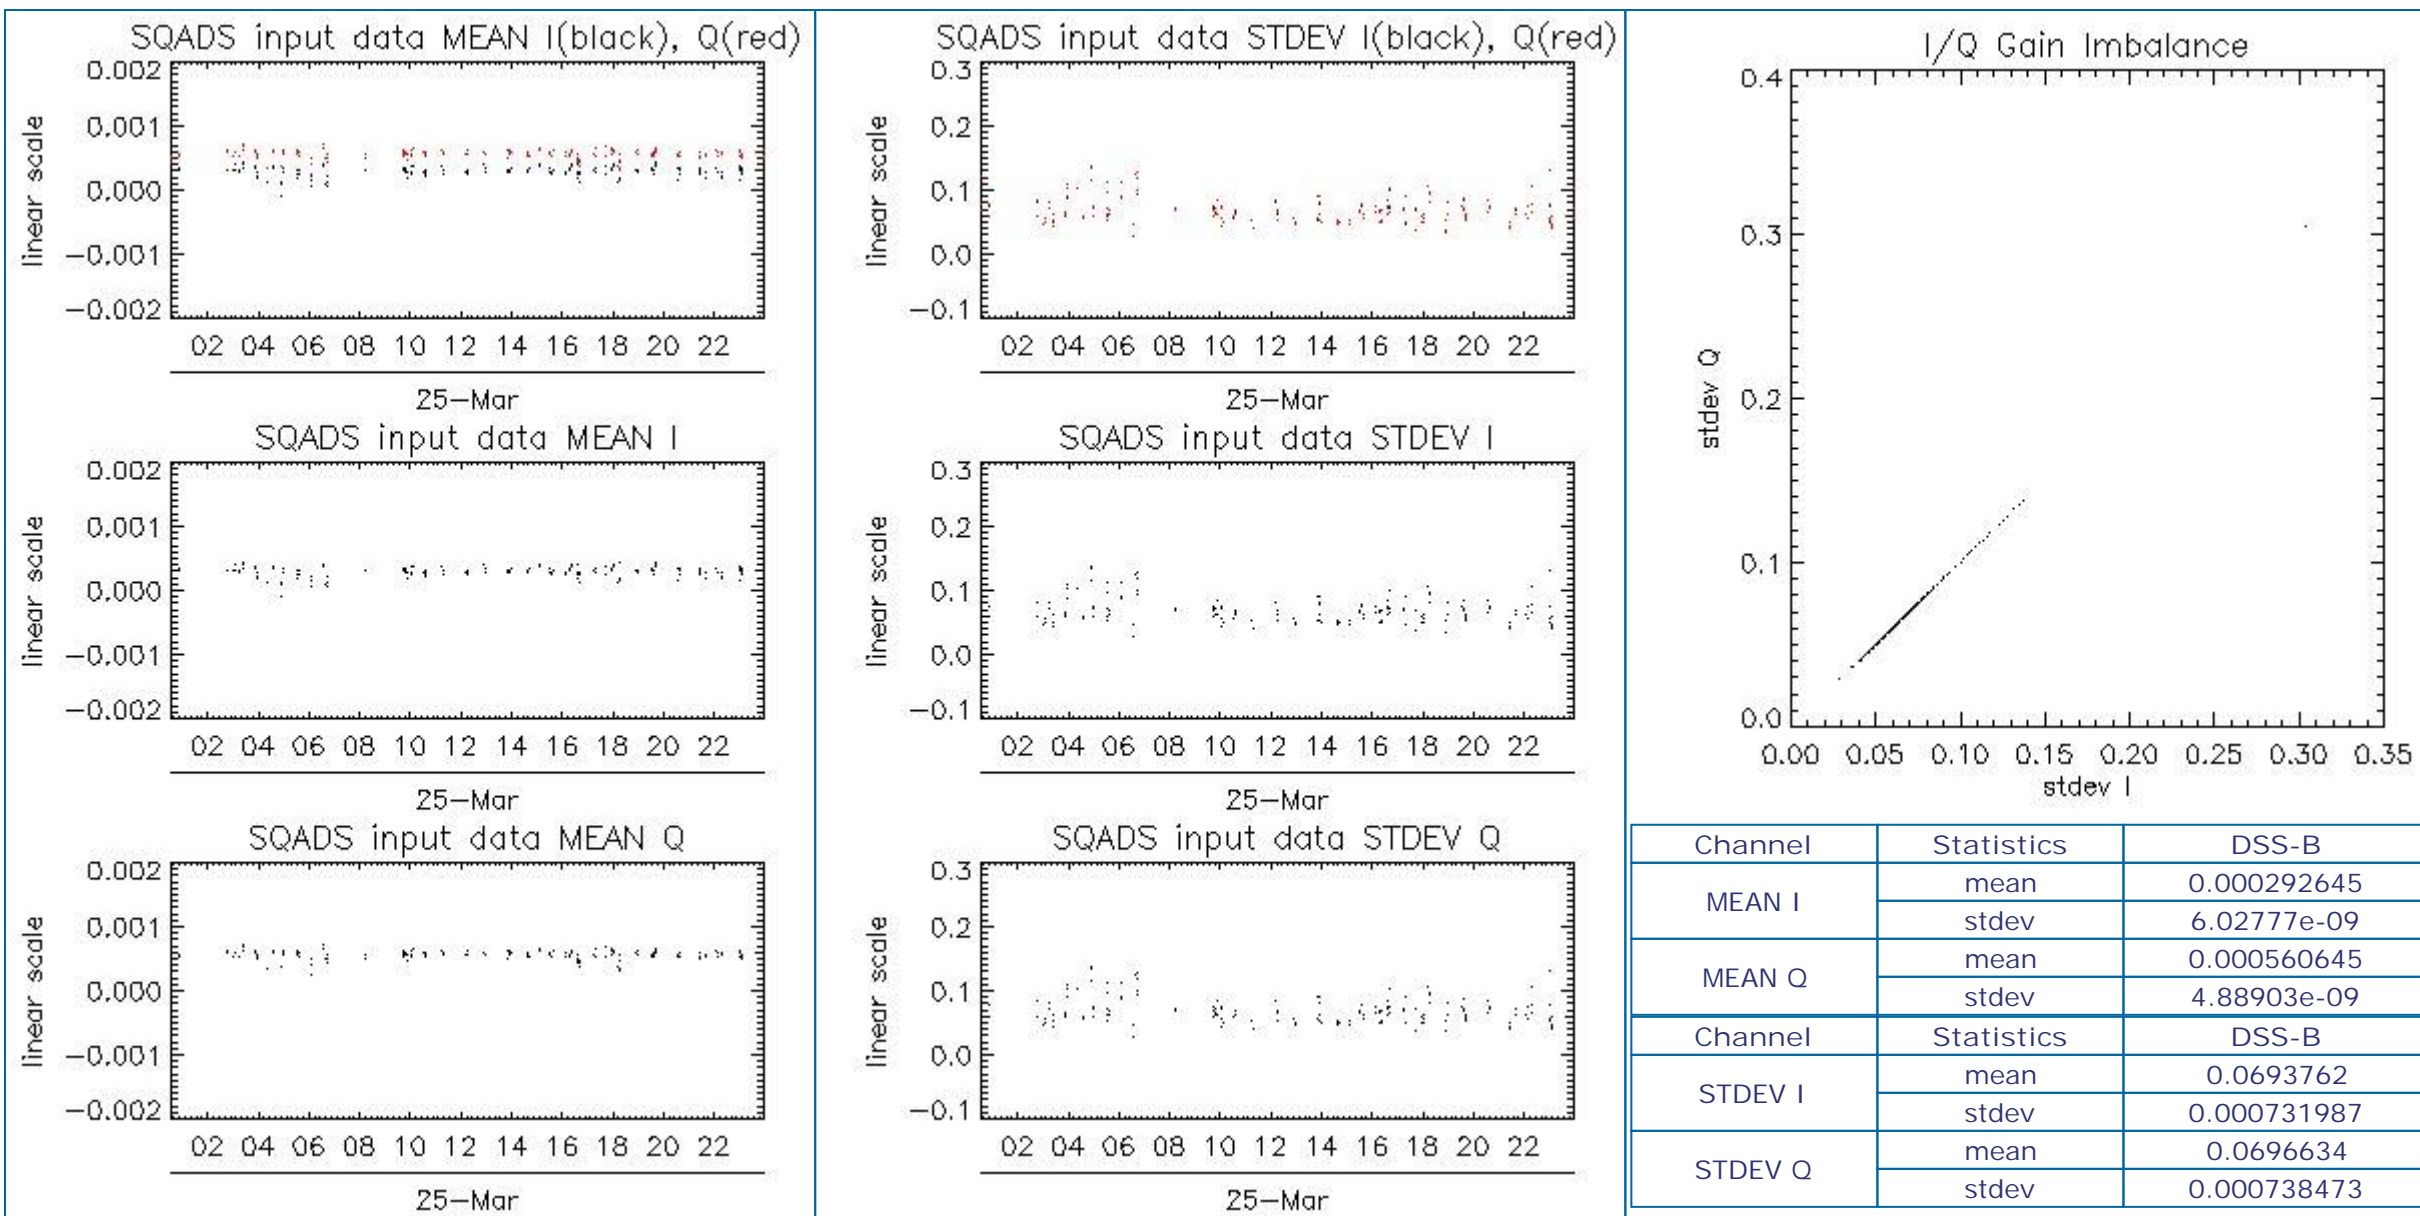 SQADS input data MEAN I(black), Q(red)
0.002
0.001
0.000
-0.001
-0.002
linear scale
02 04 06 08 10 12 14 16 18 20 22
25-Mar
SQADS input data MEAN I
0.002
0.001
0.000
-0.001
-0.002
linear scale
02 04 06 08 10 12 14 16 18 20 22
25-Mar
SQADS input data MEAN Q
0.002
0.001
0.000
-0.001
-0.002
linear scale
02 04 06 08 10 12 14 16 18 20 22
25-Mar
SQADS input data STDEV I(black), Q(red)
0.3
0.2
0.1
0.0
-0.1
linear scale
02 04 06 08 10 12 14 16 18 20 22
25-Mar
SQADS input data STDEV I
0.3
0.2
0.1
0.0
-0.1
linear scale
02 04 06 08 10 12 14 16 18 20 22
25-Mar
SQADS input data STDEV Q
0.3
0.2
0.1
0.0
-0.1
linear scale
02 04 06 08 10 12 14 16 18 20 22
25-Mar
I/Q Gain Imbalance
0.4
0.3
0.2
0.1
0.0
stdev Q
0.00 0.05 0.10 0.15 0.20 0.25 0.30 0.35
stdev I
Channel Statistics DSS-B
MEAN I mean 0.000292645
stdev 6.02777e-09
MEAN Q mean 0.000560645
stdev 4.88903e-09
Channel Statistics DSS-B
STDEV I mean 0.0693762
stdev 0.000731987
STDEV Q mean 0.0696634
stdev 0.000738473